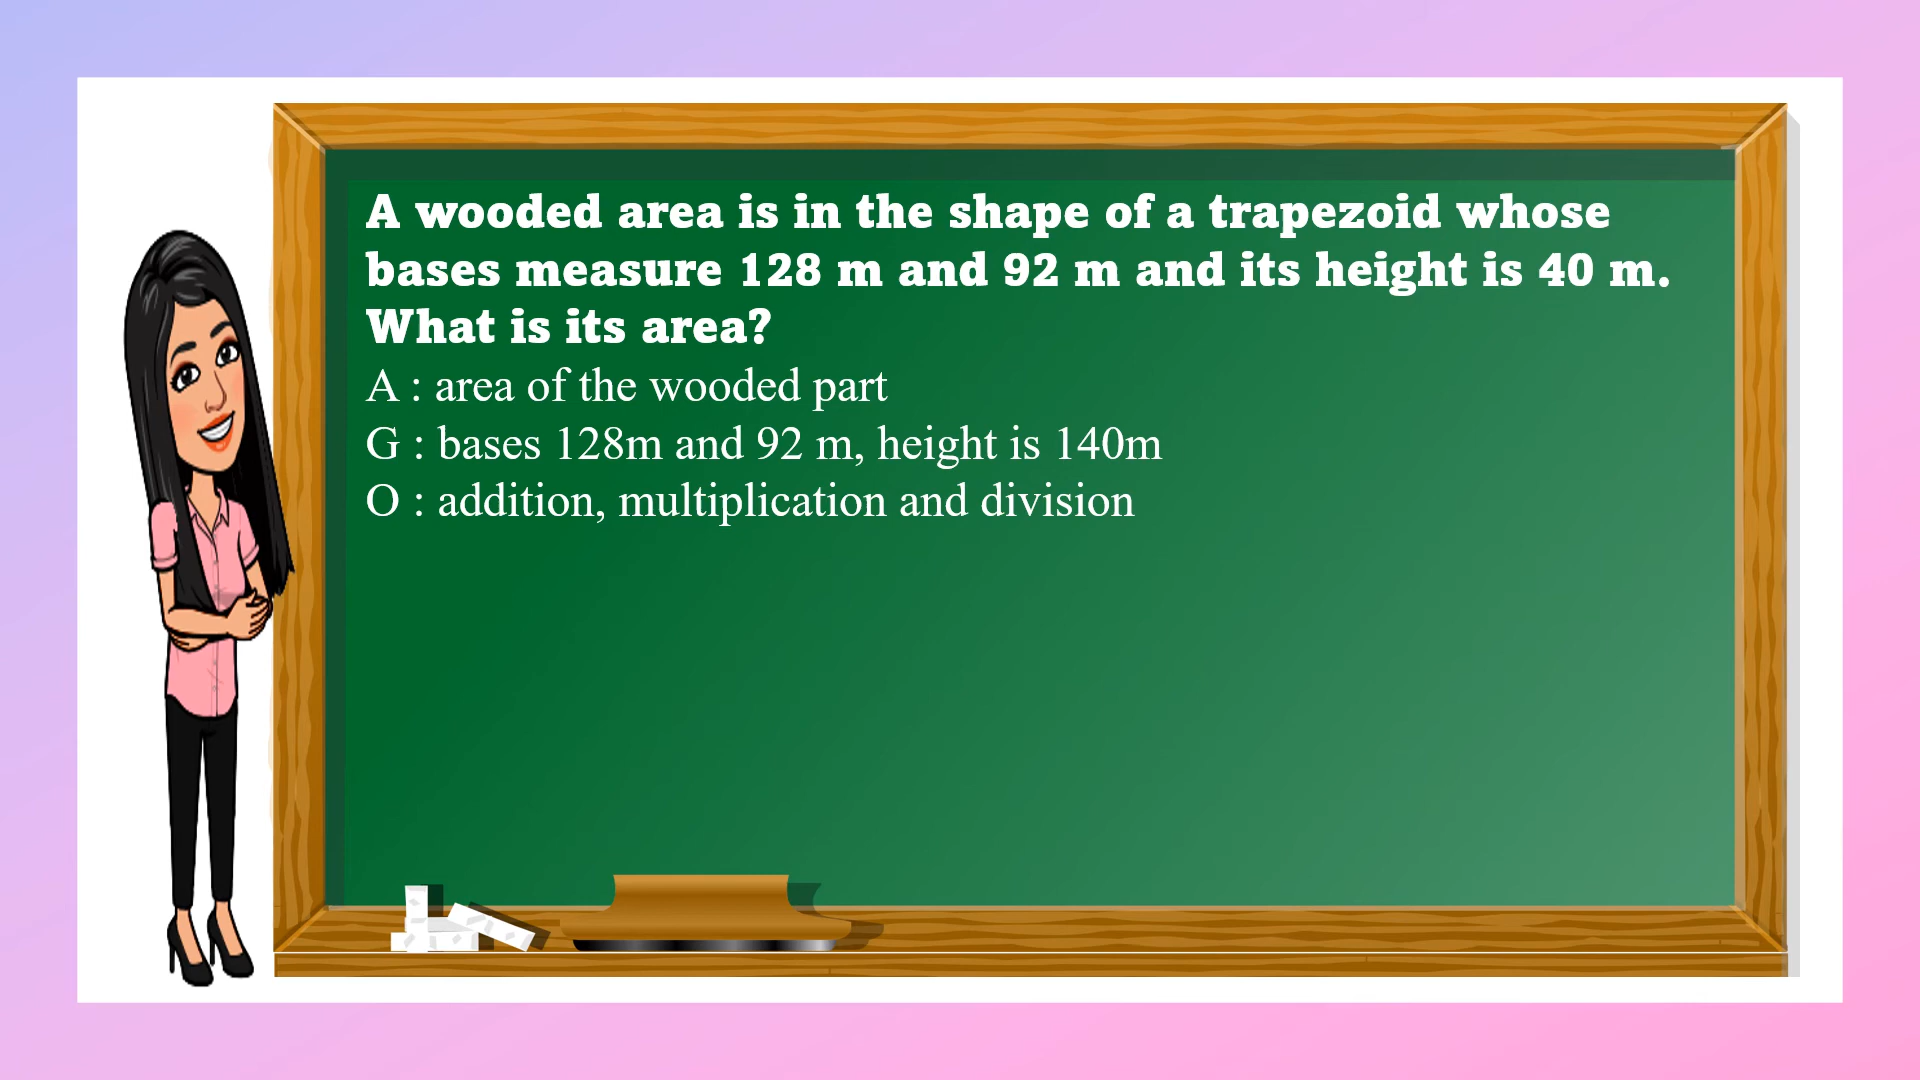 A wooded area is in the shape of a trapezoid whose
bases measure 128 m and 92 m and its height is 40 m.
What is its area?
A : area of the wooded part
G : bases 128m and 92 m, height is 140m
O : addition, multiplication and division